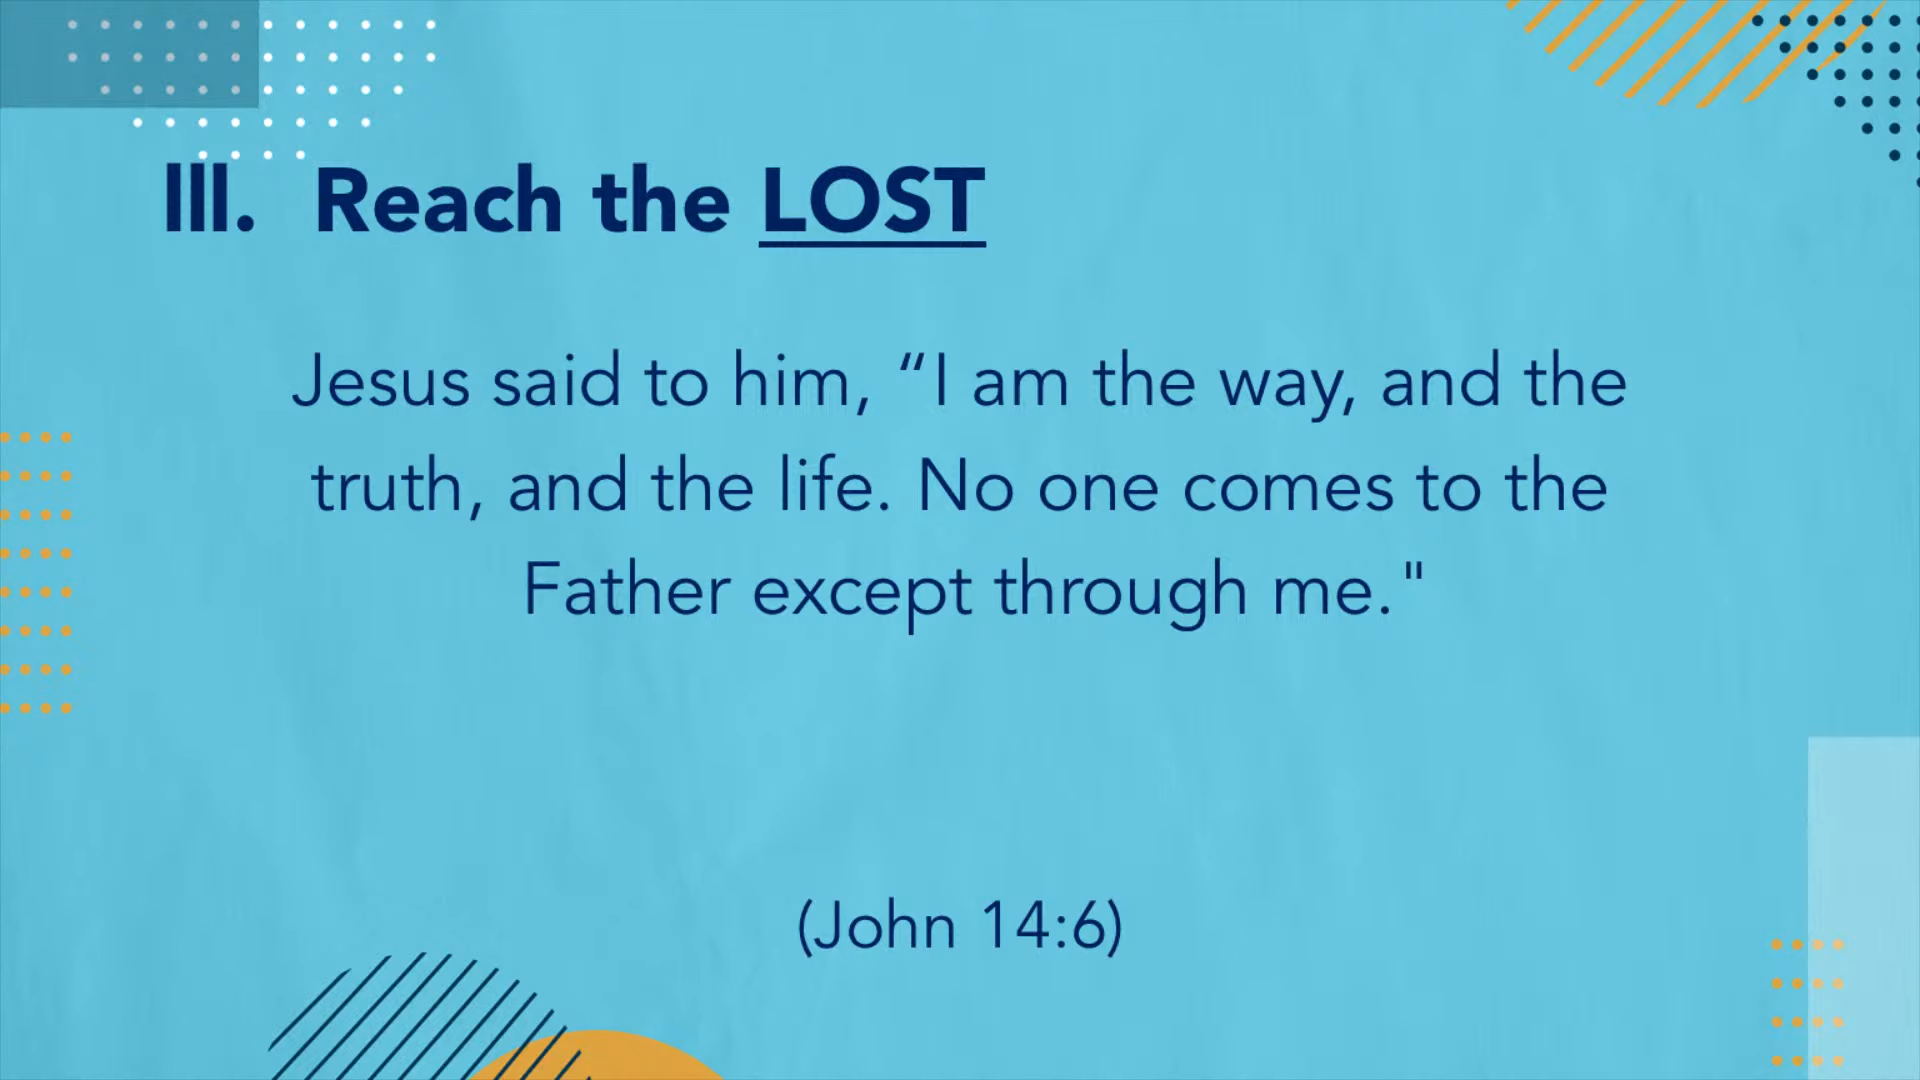 III. Reach the LOST
Jesus said to him, “I am the way, and the
truth, and the life. No one comes to the
Father except through me."
(John 14:6)